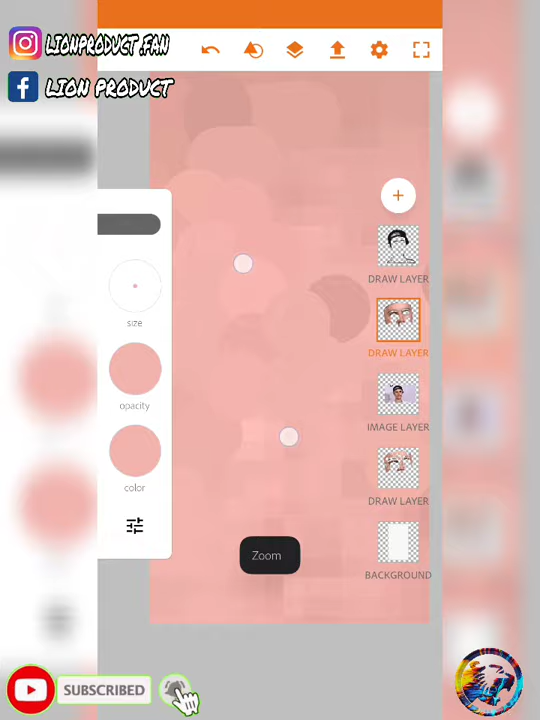 LIONPRODUCT.FAN
LION PRODUCT
DRAW LAYER
size
DRAW LAYER
opacity
IMAGE LAYER
color
DRAW LAYER
Zoom
BACKGROUND
SUBSCRIBED